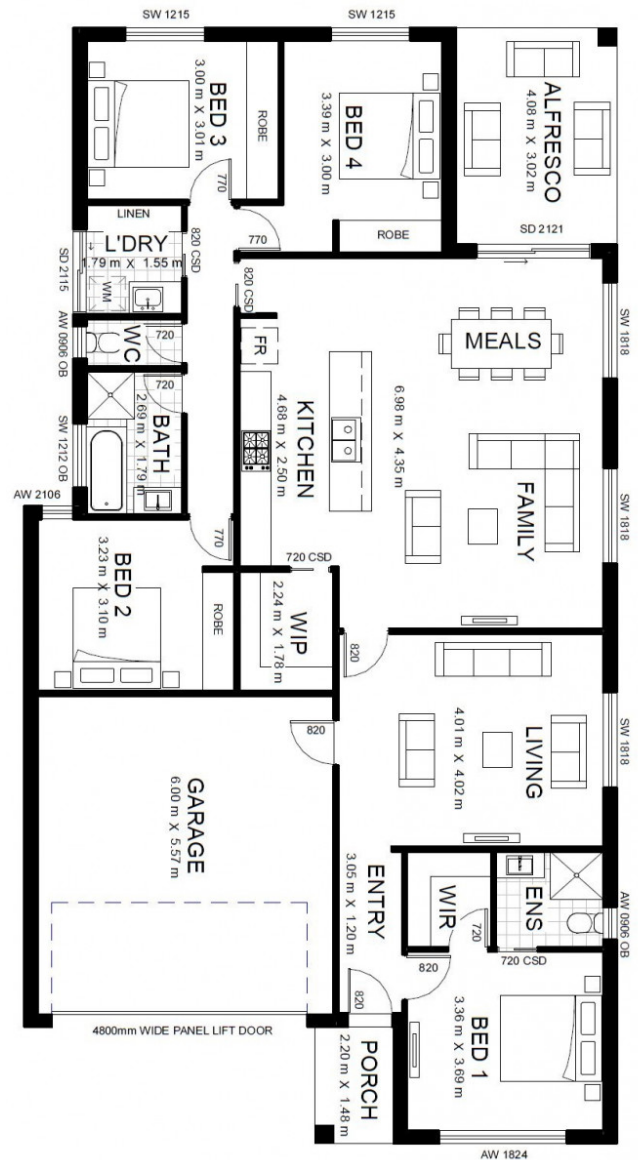 SW 1215
SW 1215
BED 3
3.00 m X 3.01 m
ROBE
BED 4
3.39 m X 3.00 m
ROBE
ALFRESCO
4.08 m X 3.02 m
SD 2121
770
770
LINEN
L'DRY
1.79 m X 1.55 m
WM
820 CSD
820 CSD
SD 2115
AW 0906 OB
WC
720
720
BATH
2.69 m X 1.79 m
SW 1212 OB
AW 2106
FR
KITCHEN
4.68 m X 2.50 m
MEALS
6.98 m X 4.35 m
FAMILY
SW 1818
SW 1818
770
720 CSD
BED 2
3.23 m X 3.10 m
ROBE
WIP
2.24 m X 1.78 m
820
820
LIVING
4.01 m X 4.02 m
SW 1818
GARAGE
6.00 m X 5.57 m
ENTRY
3.05 m X 1.20 m
WIR
720
ENS
AW 0906 OB
720 CSD
820
820
BED 1
3.36 m X 3.69 m
4800mm WIDE PANEL LIFT DOOR
PORCH
2.20 m X 1.48 m
AW 1824